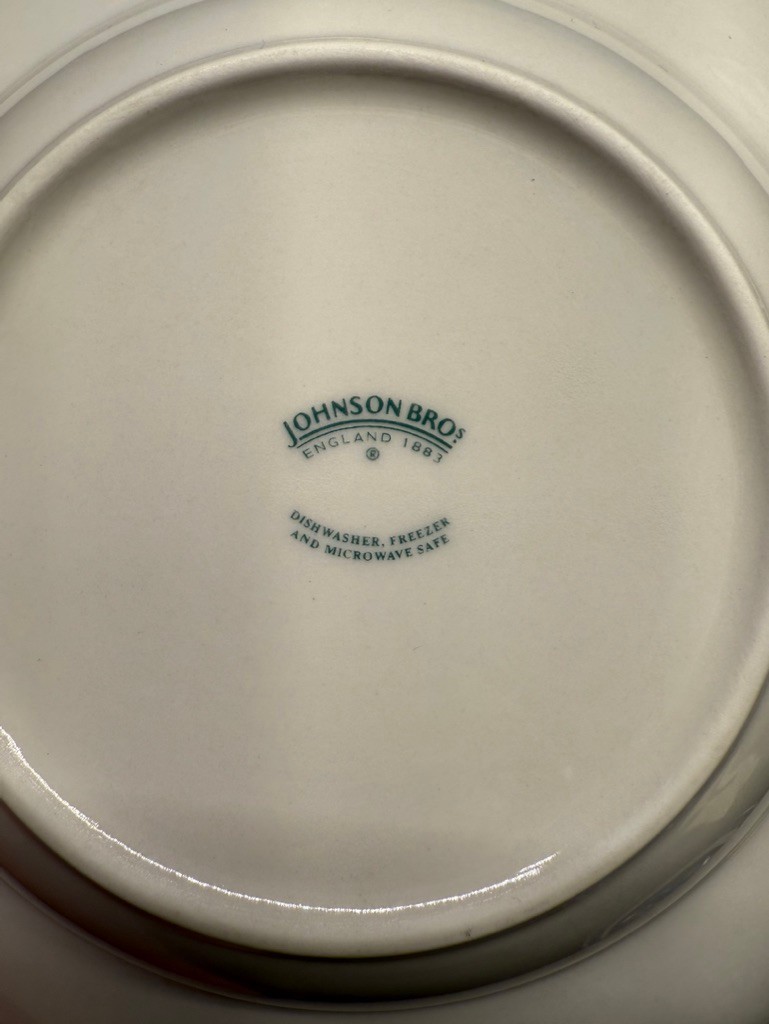 JOHNSON BROS
ENGLAND 1883
®
DISHWASHER, FREEZER
AND MICROWAVE SAFE